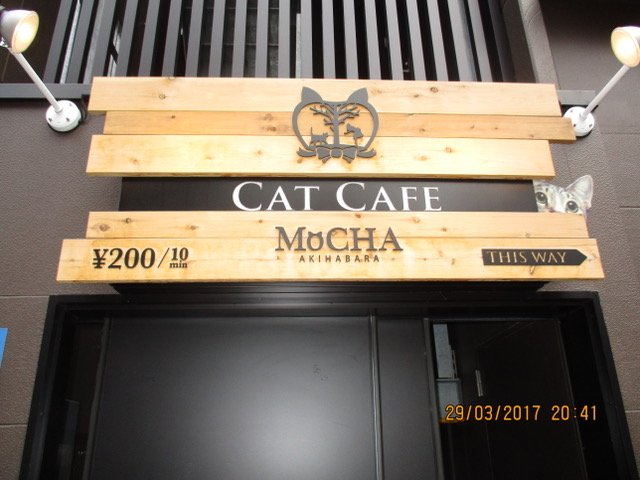 CAT CAFE
MOCHA
AKIHABARA
¥200/10 min
THIS WAY
29/03/2017 20:41